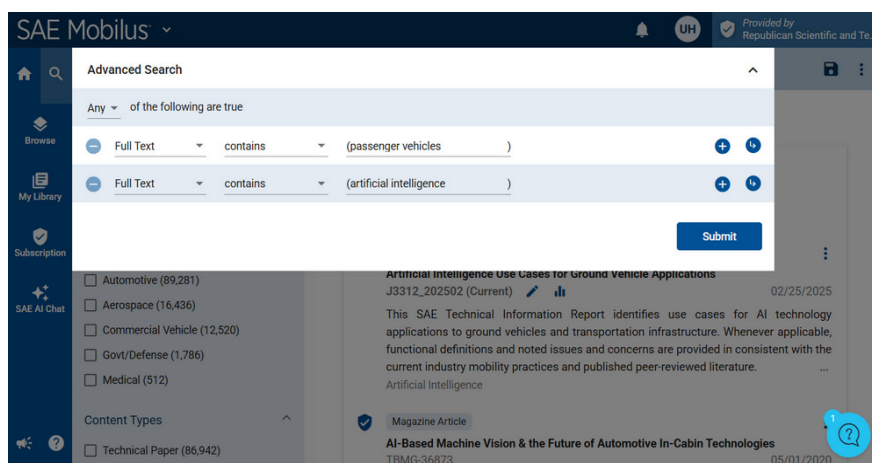 SAE Mobilus
UH
Provided by
Republican Scientific and Te..
Advanced Search
Any of the following are true
Full Text contains (passenger vehicles )
Full Text contains (artificial intelligence )
Submit
Browse
My Library
Subscription
SAE AI Chat
Automotive (89,281)
Aerospace (16,436)
Commercial Vehicle (12,520)
Govt/Defense (1,786)
Medical (512)
Content Types
Technical Paper (86,942)
Artificial Intelligence Use Cases for Ground Vehicle Applications
J3312_202502 (Current) 02/25/2025
This SAE Technical Information Report identifies use cases for AI technology
applications to ground vehicles and transportation infrastructure. Whenever applicable,
functional definitions and noted issues and concerns are provided in consistent with the
current industry mobility practices and published peer-reviewed literature. ...
Artificial Intelligence
Magazine Article
AI-Based Machine Vision & the Future of Automotive In-Cabin Technologies
TBMG-36873 05/01/2020
1